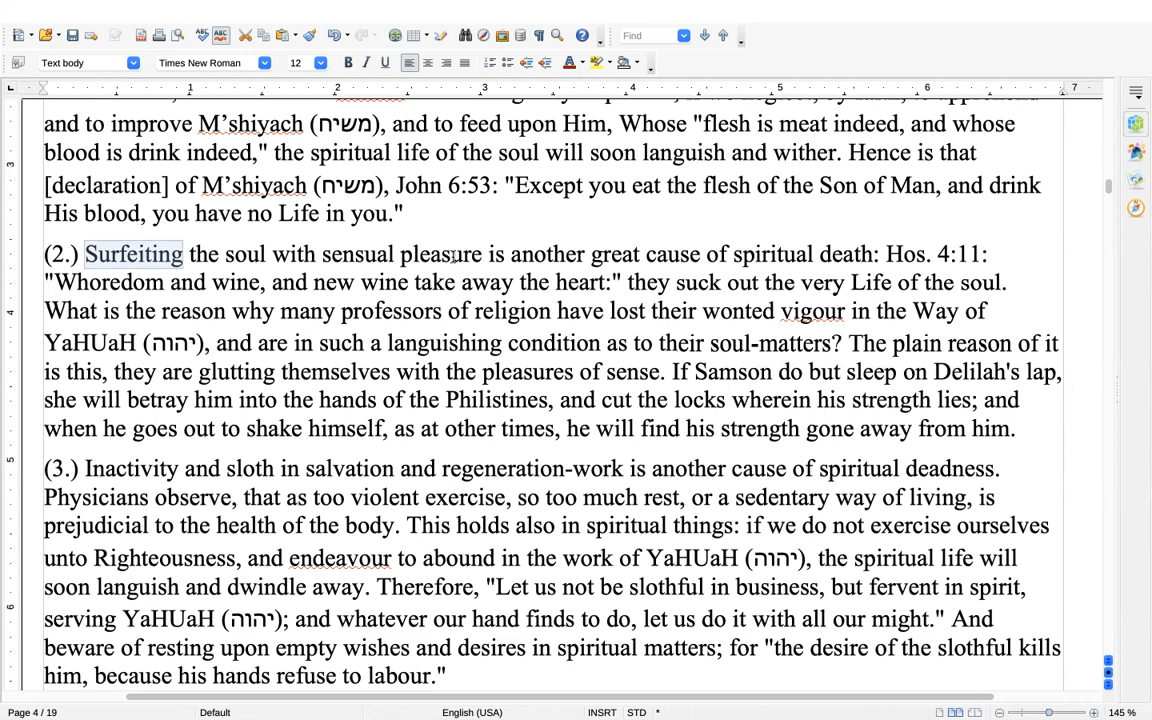 Find
Text body
Times New Roman
12
B I U
1 1 2 3 4 5 6 7
and to improve M’shiyach (משיח), and to feed upon Him, Whose "flesh is meat indeed, and whose
blood is drink indeed," the spiritual life of the soul will soon languish and wither. Hence is that
[declaration] of M’shiyach (משיח), John 6:53: "Except you eat the flesh of the Son of Man, and drink
His blood, you have no Life in you."
(2.) Surfeiting the soul with sensual pleasure is another great cause of spiritual death: Hos. 4:11:
"Whoredom and wine, and new wine take away the heart:" they suck out the very Life of the soul.
What is the reason why many professors of religion have lost their wonted vigour in the Way of
YaHUaH (יהוה), and are in such a languishing condition as to their soul-matters? The plain reason of it
is this, they are glutting themselves with the pleasures of sense. If Samson do but sleep on Delilah's lap,
she will betray him into the hands of the Philistines, and cut the locks wherein his strength lies; and
when he goes out to shake himself, as at other times, he will find his strength gone away from him.
(3.) Inactivity and sloth in salvation and regeneration-work is another cause of spiritual deadness.
Physicians observe, that as too violent exercise, so too much rest, or a sedentary way of living, is
prejudicial to the health of the body. This holds also in spiritual things: if we do not exercise ourselves
unto Righteousness, and endeavour to abound in the work of YaHUaH (יהוה), the spiritual life will
soon languish and dwindle away. Therefore, "Let us not be slothful in business, but fervent in spirit,
serving YaHUaH (יהוה); and whatever our hand finds to do, let us do it with all our might." And
beware of resting upon empty wishes and desires in spiritual matters; for "the desire of the slothful kills
him, because his hands refuse to labour."
Page 4 / 19
Default
English (USA)
INSRT
STD
*
145 %